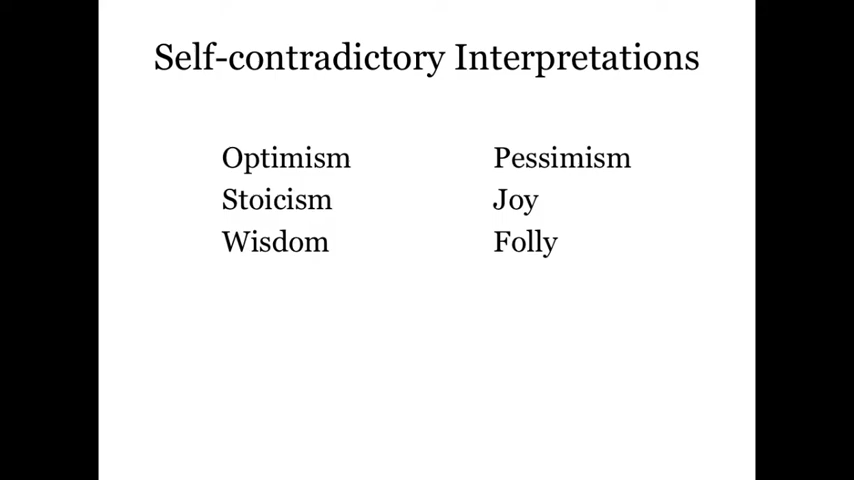 Self-contradictory Interpretations
Optimism Pessimism
Stoicism Joy
Wisdom Folly